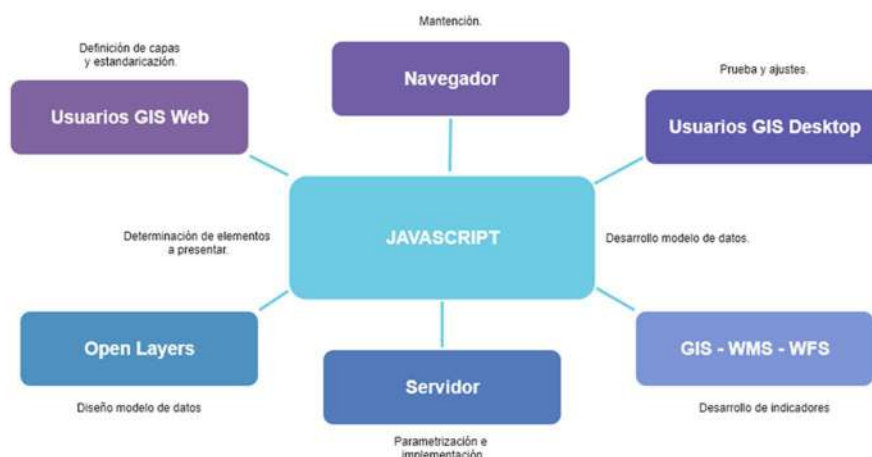 Mantención.
Navegador
Definición de capas
y estandarización.
Usuarios GIS Web
Prueba y ajustes.
Usuarios GIS Desktop
Determinación de elementos
a presentar.
JAVASCRIPT
Desarrollo modelo de datos.
Open Layers
Diseño modelo de datos
Servidor
Parametrización e
implementación
GIS - WMS - WFS
Desarrollo de indicadores